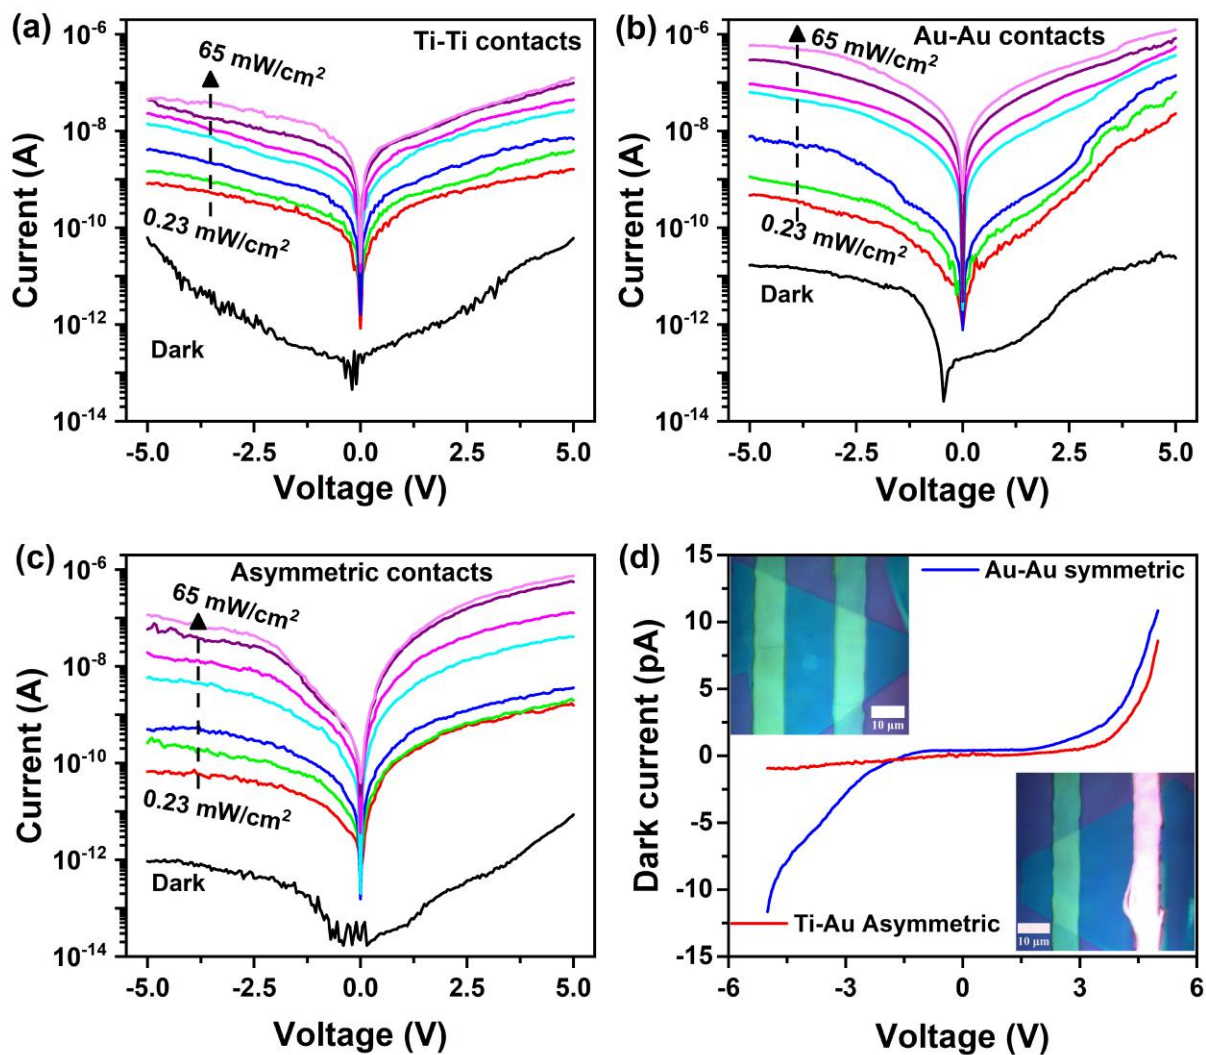 (a)
Ti-Ti contacts
65 mW/cm²
0.23 mW/cm²
Dark
10⁻⁶
10⁻⁸
10⁻¹⁰
10⁻¹²
10⁻¹⁴
Current (A)
-5.0 -2.5 0.0 2.5 5.0
Voltage (V)
(b)
Au-Au contacts
65 mW/cm²
0.23 mW/cm²
Dark
10⁻⁶
10⁻⁸
10⁻¹⁰
10⁻¹²
10⁻¹⁴
Current (A)
-5.0 -2.5 0.0 2.5 5.0
Voltage (V)
(c)
Asymmetric contacts
65 mW/cm²
0.23 mW/cm²
Dark
10⁻⁶
10⁻⁸
10⁻¹⁰
10⁻¹²
10⁻¹⁴
Current (A)
-5.0 -2.5 0.0 2.5 5.0
Voltage (V)
(d)
Au-Au symmetric
10 µm
10 µm
Ti-Au Asymmetric
15
10
5
0
-5
-10
-15
Dark current (pA)
-6 -3 0 3 6
Voltage (V)